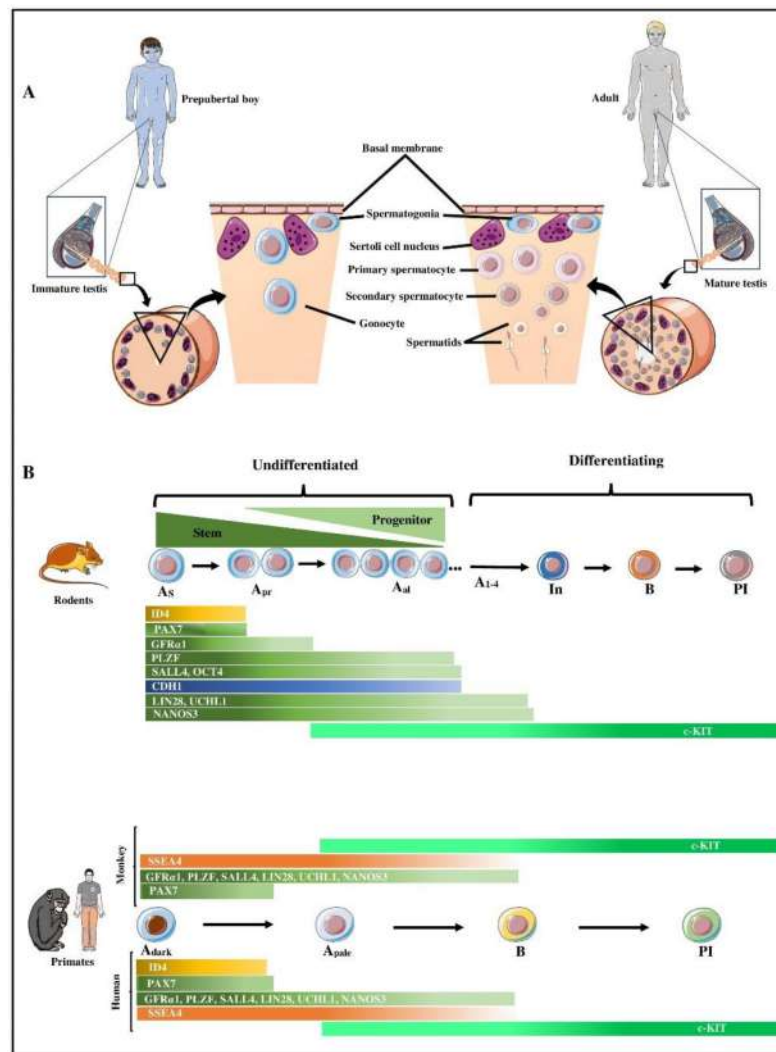 A
Prepubertal boy
Adult
Basal membrane
Spermatogonia
Sertoli cell nucleus
Primary spermatocyte
Secondary spermatocyte
Gonocyte
Spermatids
Immature testis
Mature testis
B
Undifferentiated
Differentiating
Progenitor
Stem
Rodents
As
Apr
Aal
...
A1-4
In
B
PI
ID4
PAX7
GFRα1
PLZF
SALL4, OCT4
CDH1
LIN28, UCHL1
NANOS3
c-KIT
Monkey
c-KIT
SSEA4
GFRα1, PLZF, SALL4, LIN28, UCHL1, NANOS3
PAX7
Primates
Adark
Apale
B
PI
Human
ID4
PAX7
GFRα1, PLZF, SALL4, LIN28, UCHL1, NANOS3
SSEA4
c-KIT